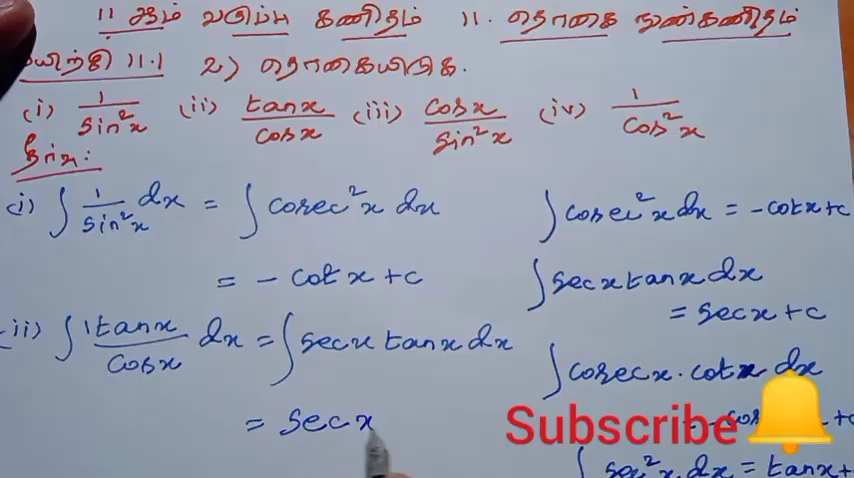 11 ஆம் வகுப்பு கணிதம் 11. தொகை நுண்கணிதம்
பயிற்சி 11.1 2) தொகையிடுக.
(i) 1/sin²x (ii) tanx/cosx (iii) cosx/sin²x (iv) 1/cos²x
தீர்வு:
(i) ∫ 1/sin²x dx = ∫ cosec²x dx
= - cotx + c
(ii) ∫ 1tanx/cosx dx = ∫ secx tanx dx
= secx
∫ cosec²x dx = -cotx + c
∫ secx tanx dx
= secx + c
∫ cosecx . cotx dx
∫ sec²x dx = tanx +
Subscribe